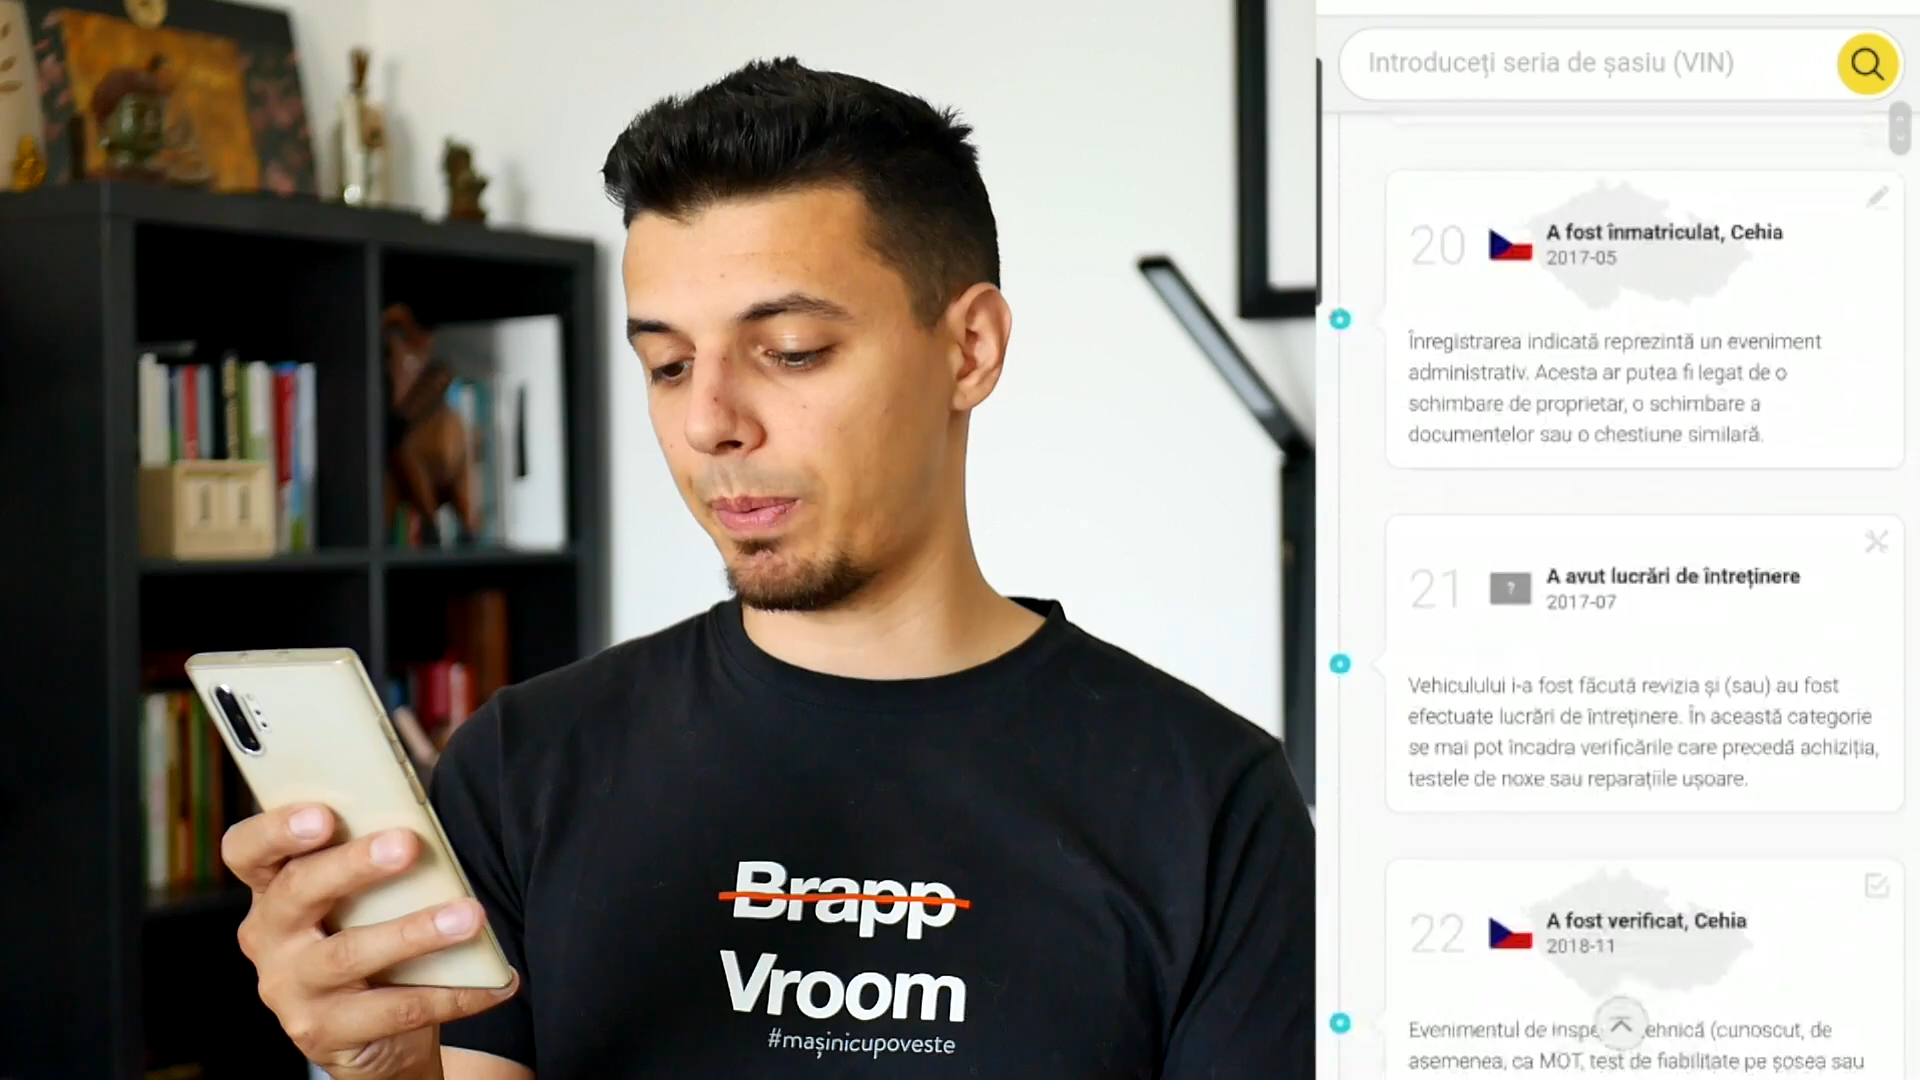 Introduceți seria de șasiu (VIN)
20
A fost înmatriculat, Cehia
2017-05
Înregistrarea indicată reprezintă un eveniment
administrativ. Acesta ar putea fi legat de o
schimbare de proprietar, o schimbare a
documentelor sau o chestiune similară.
21
?
A avut lucrări de întreținere
2017-07
Vehiculului i-a fost făcută revizia și (sau) au fost
efectuate lucrări de întreținere. În această categorie
se mai pot încadra verificările care preced​ă achiziția,
testele de noxe sau reparațiile ușoare.
22
A fost verificat, Cehia
2018-11
Evenimentul de (cunoscut, de
asemenea, ca MOT, test de fiabilitate pe șosea sau
11
Brapp
Vroom
#mașinicupoveste